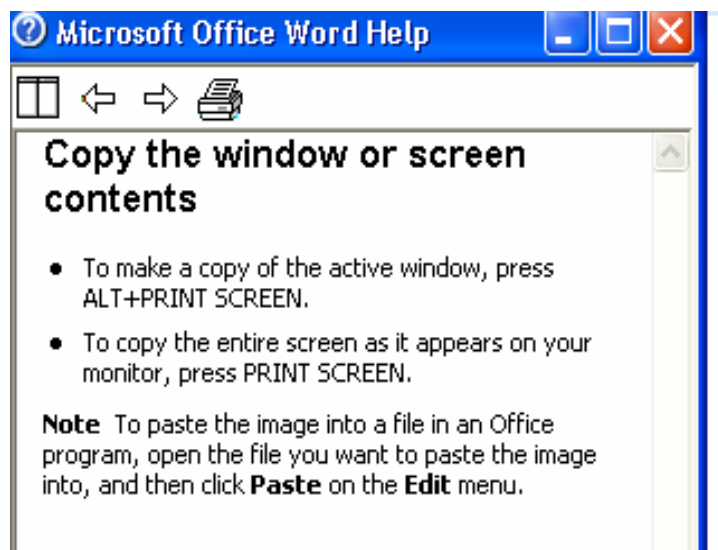 Microsoft Office Word Help
Copy the window or screen
contents
• To make a copy of the active window, press
ALT+PRINT SCREEN.
• To copy the entire screen as it appears on your
monitor, press PRINT SCREEN.
Note To paste the image into a file in an Office
program, open the file you want to paste the image
into, and then click Paste on the Edit menu.